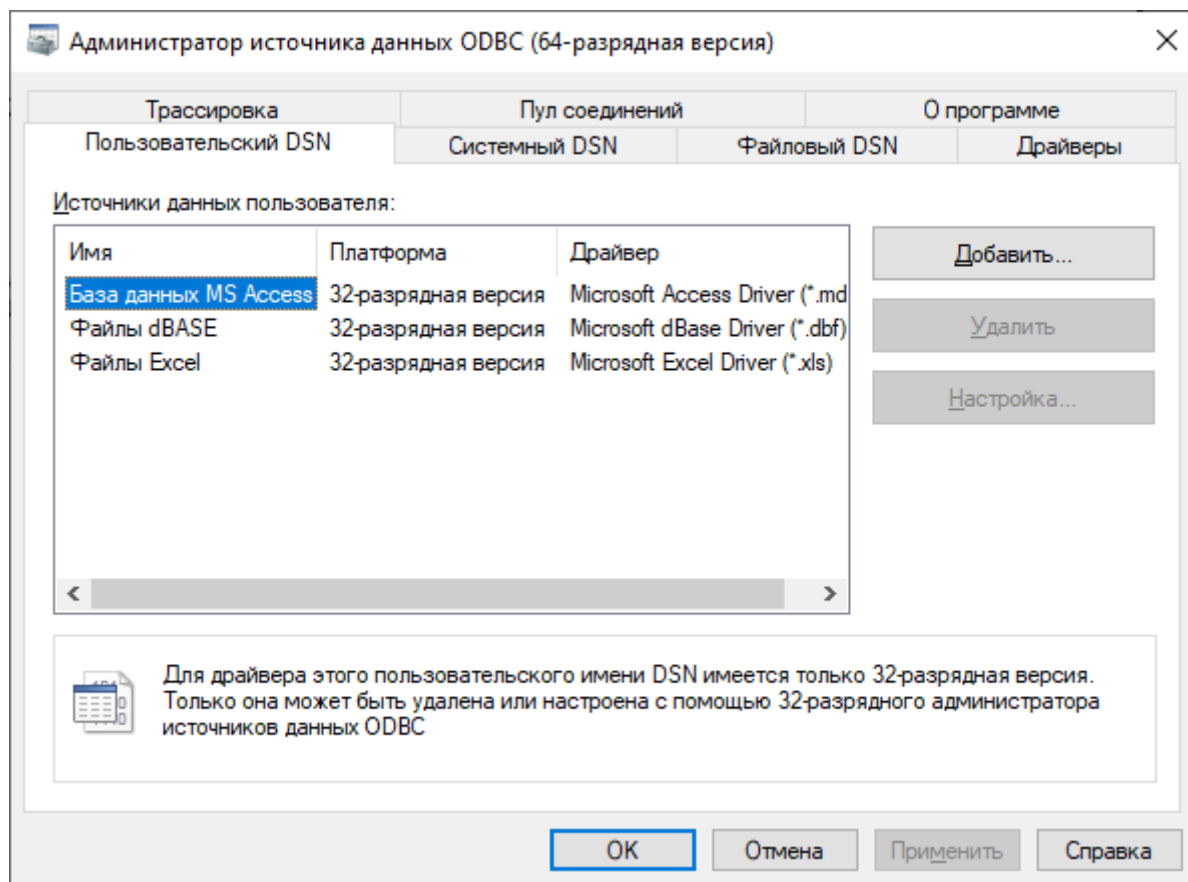 Администратор источника данных ODBC (64-разрядная версия)
Трассировка Пул соединений О программе
Пользовательский DSN Системный DSN Файловый DSN Драйверы
Источники данных пользователя:
Имя Платформа Драйвер
База данных MS Access 32-разрядная версия Microsoft Access Driver (*.md
Файлы dBASE 32-разрядная версия Microsoft dBase Driver (*.dbf)
Файлы Excel 32-разрядная версия Microsoft Excel Driver (*.xls)
Добавить...
Удалить
Настройка...
Для драйвера этого пользовательского имени DSN имеется только 32-разрядная версия.
Только она может быть удалена или настроена с помощью 32-разрядного администратора
источников данных ODBC
OK Отмена Применить Справка